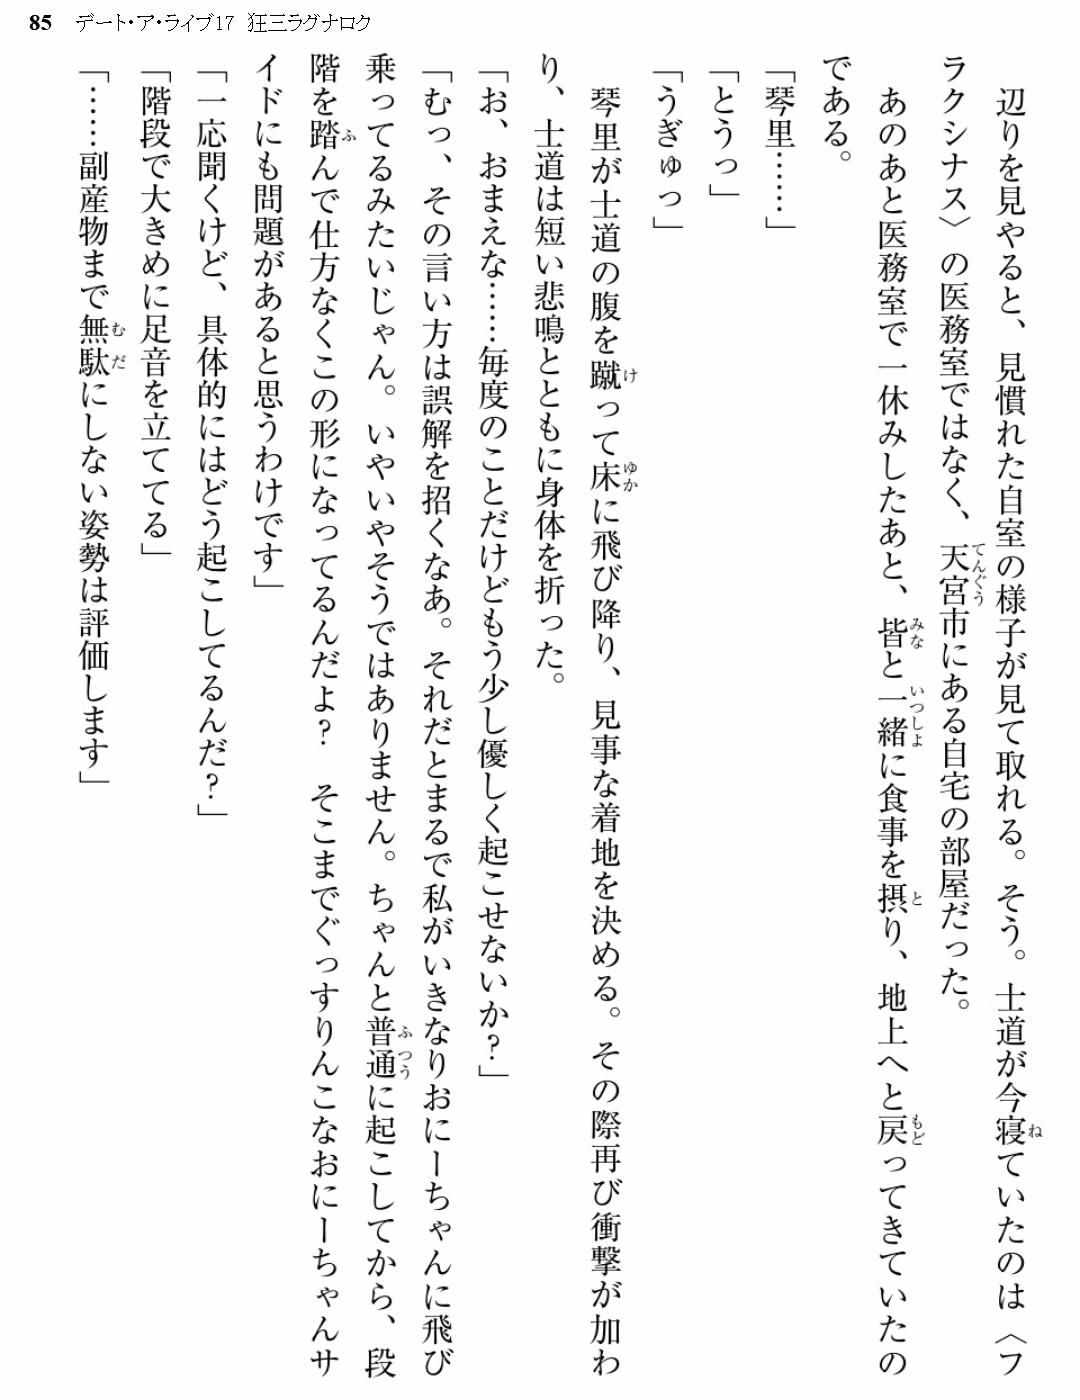 85 デート・ア・ライブ17 狂三ラグナロク
辺りを見やると、見慣れた自室の様子が見て取れる。そう。士道が今寝ていたのは〈フ
ラクシナス〉の医務室ではなく、天宮市にある自宅の部屋だった。
あのあと医務室で一休みしたあと、皆と一緒に食事を摂り、地上へと戻ってきていたの
である。
「琴里……」
「とうっ」
「うぎゅっ」
琴里が士道の腹を蹴って床に飛び降り、見事な着地を決める。その際再び衝撃が加わ
り、士道は短い悲鳴とともに身体を折った。
「お、おまえな……毎度のことだけどもう少し優しく起こせないか?」
「むっ、その言い方は誤解を招くなあ。それだとまるで私がいきなりおにーちゃんに飛び
乗ってるみたいじゃん。いやいやそうではありません。ちゃんと普通に起こしてから、段
階を踏んで仕方なくこの形になってるんだよ? そこまでぐっすりんこなおにーちゃんサ
イドにも問題があると思うわけです」
「一応聞くけど、具体的にはどう起こしてるんだ?」
「階段で大きめに足音を立ててる」
「……副産物まで無駄にしない姿勢は評価します」